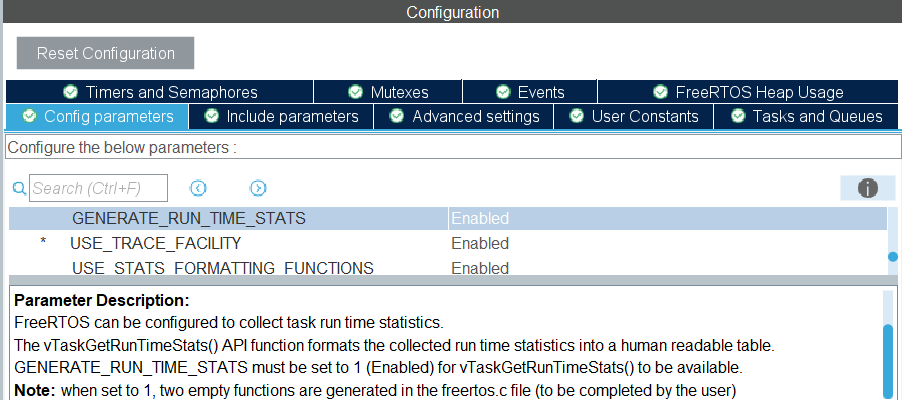 Configuration
Reset Configuration
Timers and Semaphores Mutexes Events FreeRTOS Heap Usage
Config parameters Include parameters Advanced settings User Constants Tasks and Queues
Configure the below parameters :
Search (Ctrl+F)
GENERATE_RUN_TIME_STATS Enabled
* USE_TRACE_FACILITY Enabled
USE_STATS_FORMATTING_FUNCTIONS Enabled
Parameter Description:
FreeRTOS can be configured to collect task run time statistics.
The vTaskGetRunTimeStats() API function formats the collected run time statistics into a human readable table.
GENERATE_RUN_TIME_STATS must be set to 1 (Enabled) for vTaskGetRunTimeStats() to be available.
Note: when set to 1, two empty functions are generated in the freertos.c file (to be completed by the user)